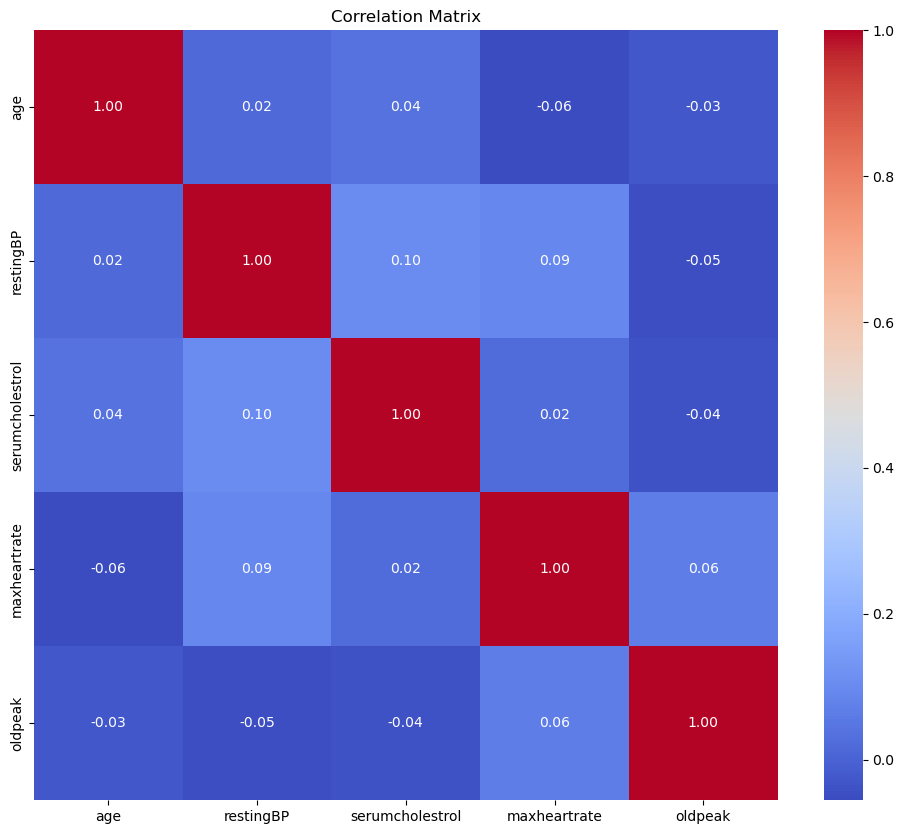 Correlation Matrix
age 1.00 0.02 0.04 -0.06 -0.03
restingBP 0.02 1.00 0.10 0.09 -0.05
serumcholestrol 0.04 0.10 1.00 0.02 -0.04
maxheartrate -0.06 0.09 0.02 1.00 0.06
oldpeak -0.03 -0.05 -0.04 0.06 1.00
age restingBP serumcholestrol maxheartrate oldpeak
1.0
0.8
0.6
0.4
0.2
0.0